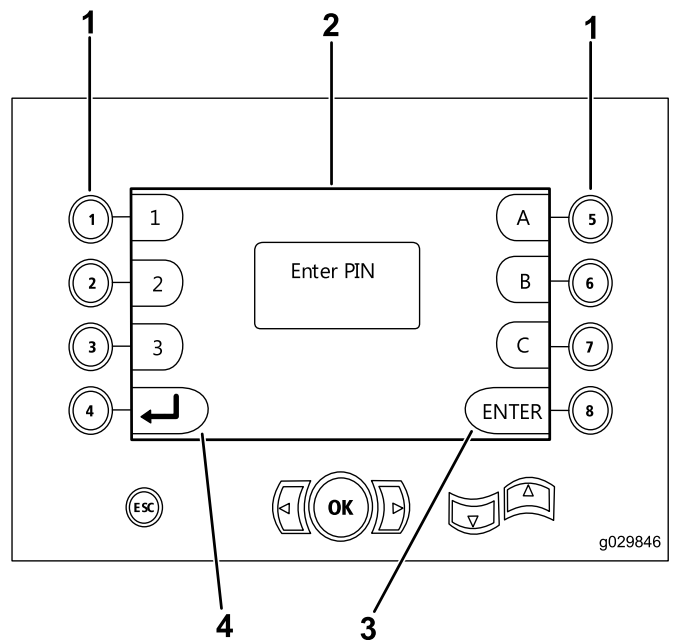 1 2 1
1 1 A 5
Enter PIN
2 2 B 6
3 3 C 7
4 ENTER 8
ESC OK
g029846
4 3